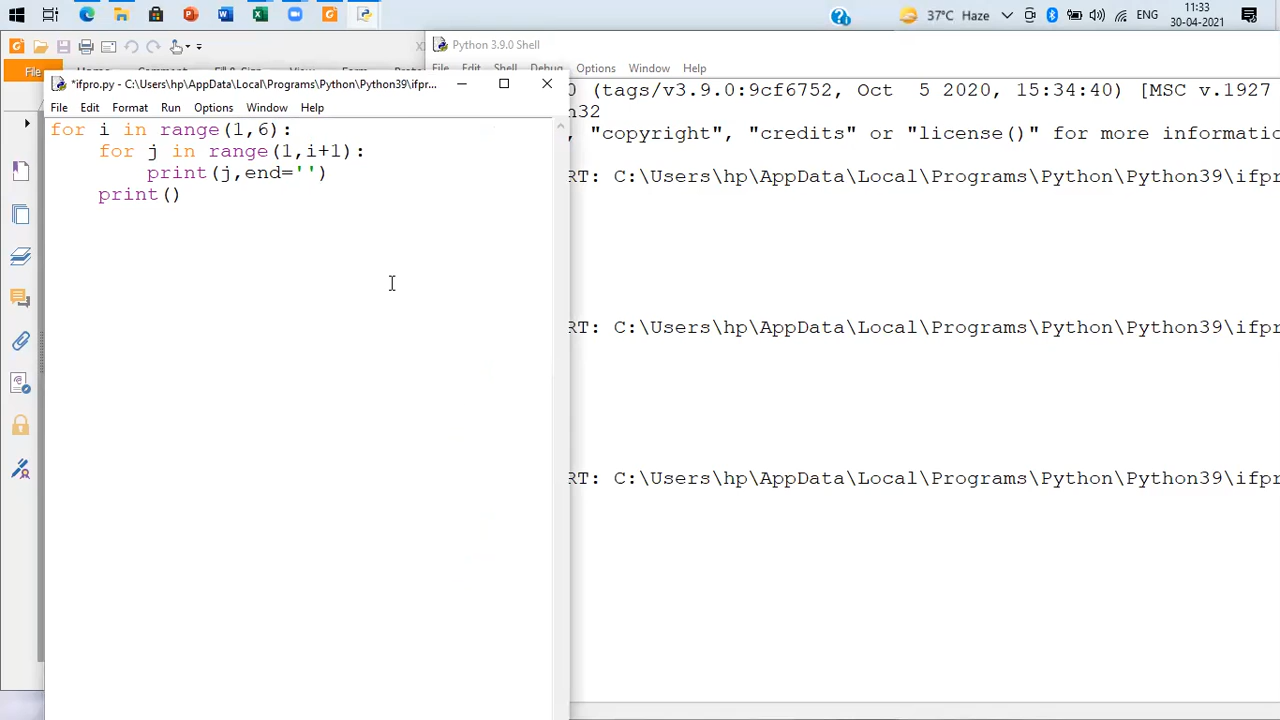 11:33
37°C Haze
ENG
30-04-2021
Python 3.9.0 Shell
File
File Edit Shell Debug Options Window Help
*ifpro.py - C:\Users\hp\AppData\Local\Programs\Python\Python39\ifpr...
File Edit Format Run Options Window Help
for i in range(1,6):
    for j in range(1,i+1):
        print(j,end='')
    print()
0 (tags/v3.9.0:9cf6752, Oct  5 2020, 15:34:40) [MSC v.1927
n32
, "copyright", "credits" or "license()" for more informatio
RT: C:\Users\hp\AppData\Local\Programs\Python\Python39\ifpr
RT: C:\Users\hp\AppData\Local\Programs\Python\Python39\ifpr
RT: C:\Users\hp\AppData\Local\Programs\Python\Python39\ifpr